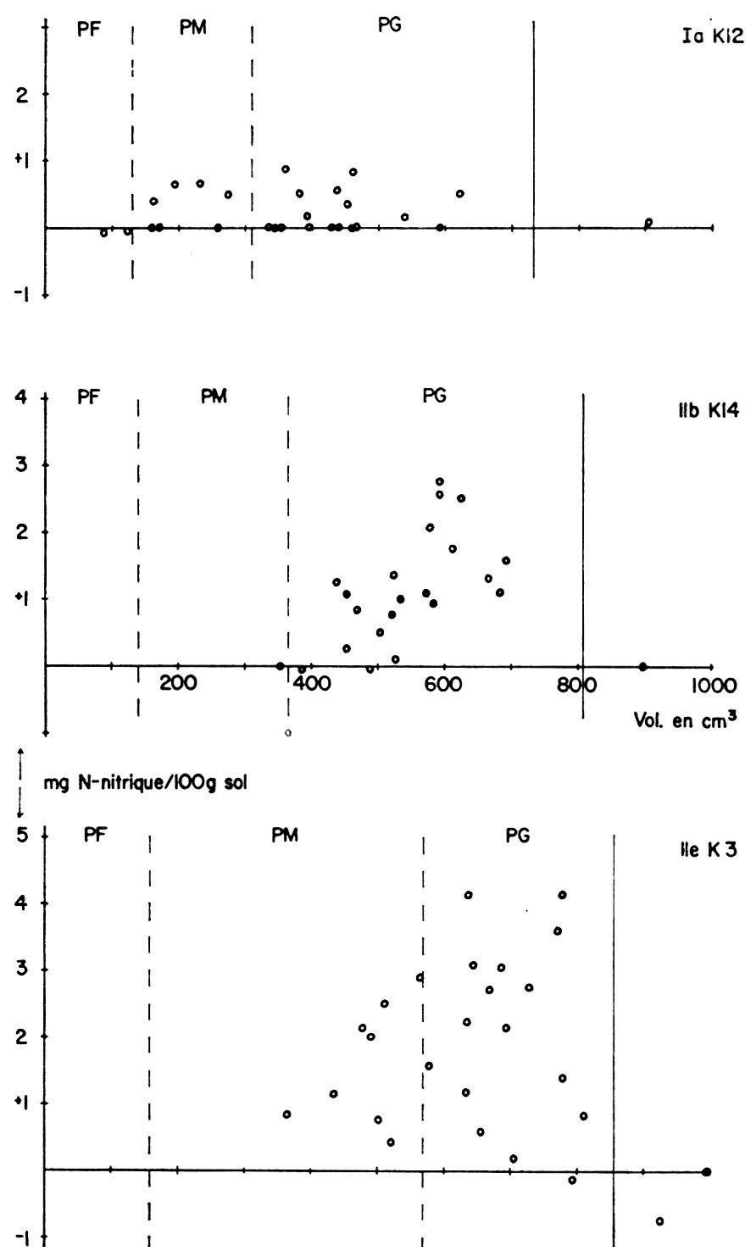 PF PM PG Ia K12
2
+1
-1
PF PM PG IIb K14
4
3
2
+1
200 400 600 800 1000
Vol. en cm³
mg N-nitrique/100g sol
PF PM PG IIe K3
5
4
3
2
+1
-1